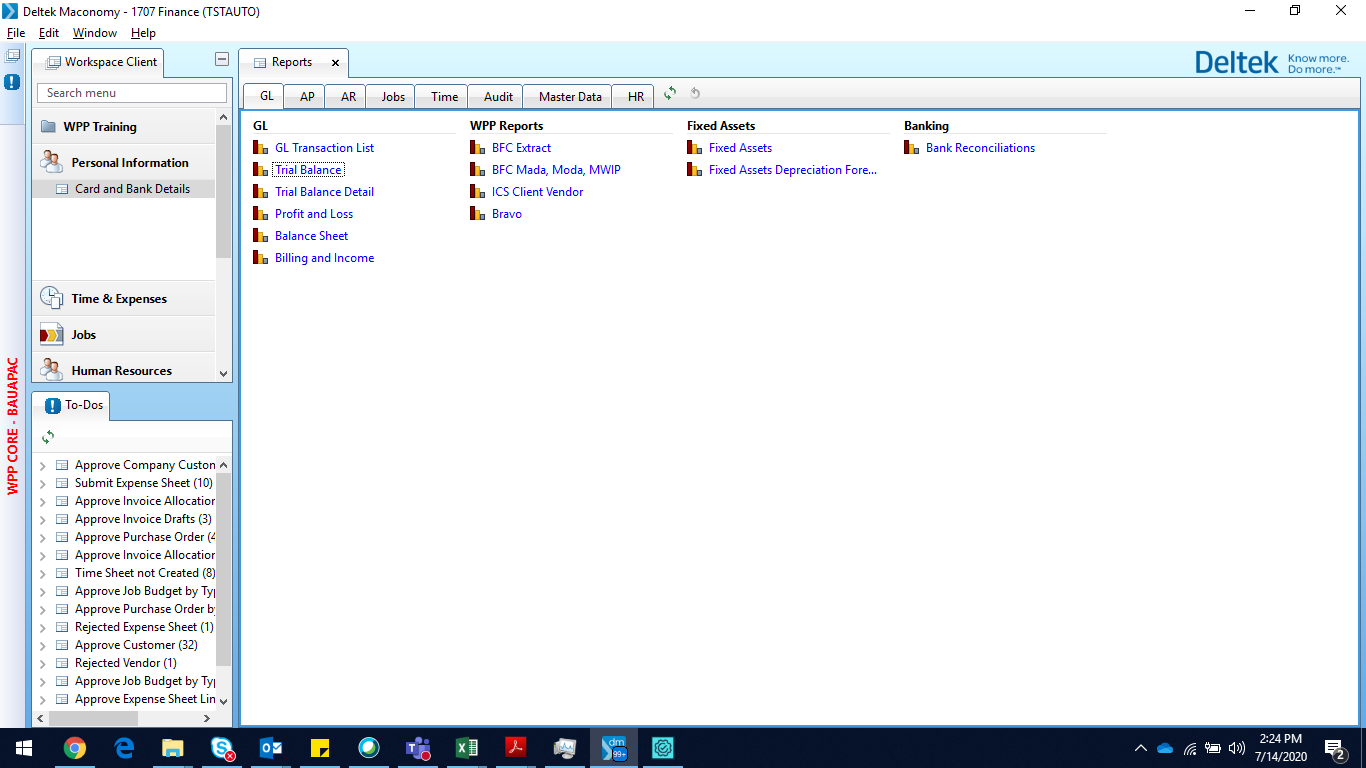 Deltek Maconomy - 1707 Finance (TSTAUTO)
File Edit Window Help
Workspace Client
Search menu
WPP Training
Personal Information
Card and Bank Details
Time & Expenses
Jobs
Human Resources
WPP CORE - BAUAPAC
To-Dos
Approve Company Custon
Submit Expense Sheet (10)
Approve Invoice Allocation
Approve Invoice Drafts (3)
Approve Purchase Order (4
Approve Invoice Allocation
Time Sheet not Created (8)
Approve Job Budget by Typ
Approve Purchase Order by
Rejected Expense Sheet (1)
Approve Customer (32)
Rejected Vendor (1)
Approve Job Budget by Typ
Approve Expense Sheet Lin
Reports
Deltek Know more.
Do more.™
GL AP AR Jobs Time Audit Master Data HR
GL
GL Transaction List
Trial Balance
Trial Balance Detail
Profit and Loss
Balance Sheet
Billing and Income
WPP Reports
BFC Extract
BFC Mada, Moda, MWIP
ICS Client Vendor
Bravo
Fixed Assets
Fixed Assets
Fixed Assets Depreciation Fore...
Banking
Bank Reconciliations
dm
99+
2:24 PM
7/14/2020
2